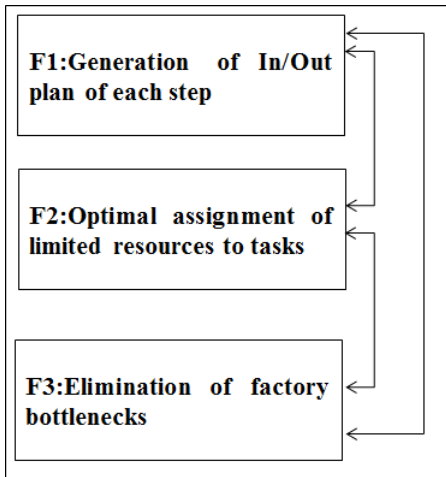 F1:Generation of In/Out
plan of each step
F2:Optimal assignment of
limited resources to tasks
F3:Elimination of factory
bottlenecks